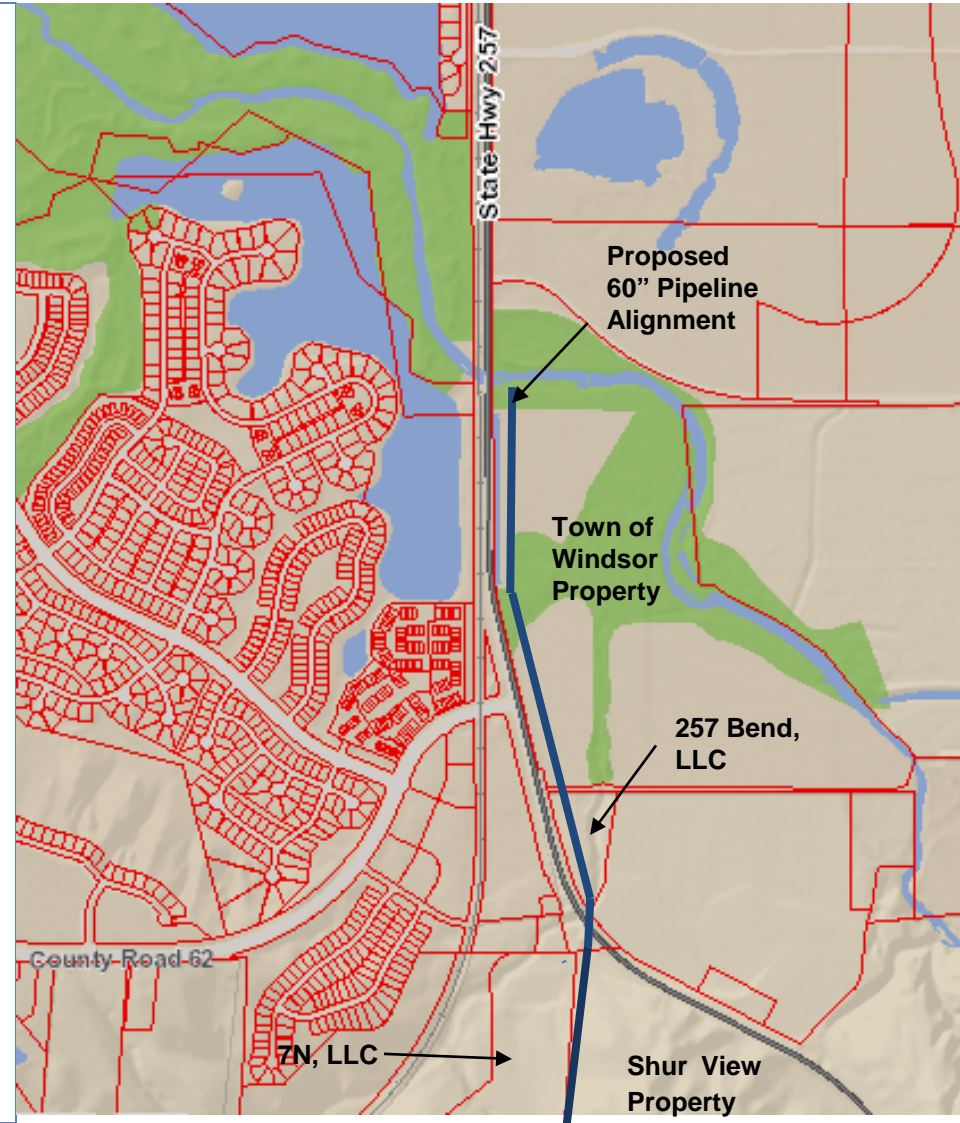 State Hwy 257
Proposed
60” Pipeline
Alignment
Town of
Windsor
Property
257 Bend,
LLC
County Road 62
7N, LLC
Shur View
Property